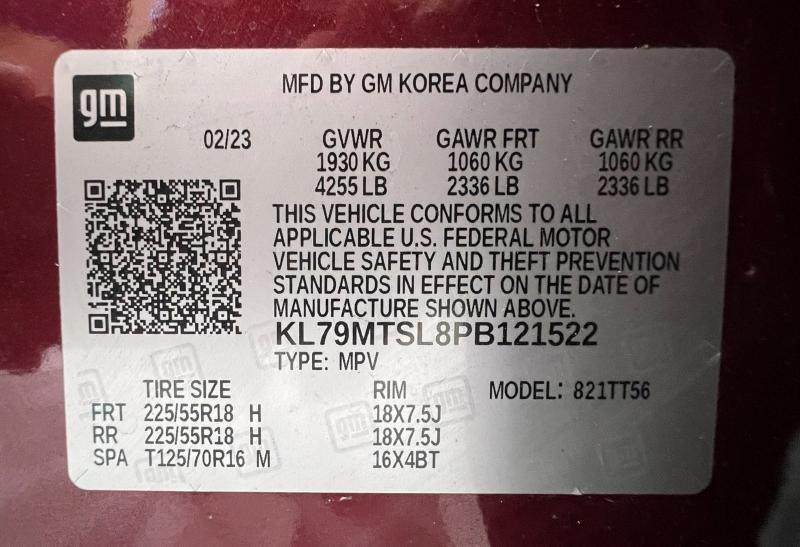 gm
MFD BY GM KOREA COMPANY
02/23 GVWR GAWR FRT GAWR RR
1930 KG 1060 KG 1060 KG
4255 LB 2336 LB 2336 LB
THIS VEHICLE CONFORMS TO ALL
APPLICABLE U.S. FEDERAL MOTOR
VEHICLE SAFETY AND THEFT PREVENTION
STANDARDS IN EFFECT ON THE DATE OF
MANUFACTURE SHOWN ABOVE.
KL79MTSL8PB121522
TYPE: MPV
TIRE SIZE RIM MODEL: 821TT56
FRT 225/55R18 H 18X7.5J
RR 225/55R18 H 18X7.5J
SPA T125/70R16 M 16X4BT